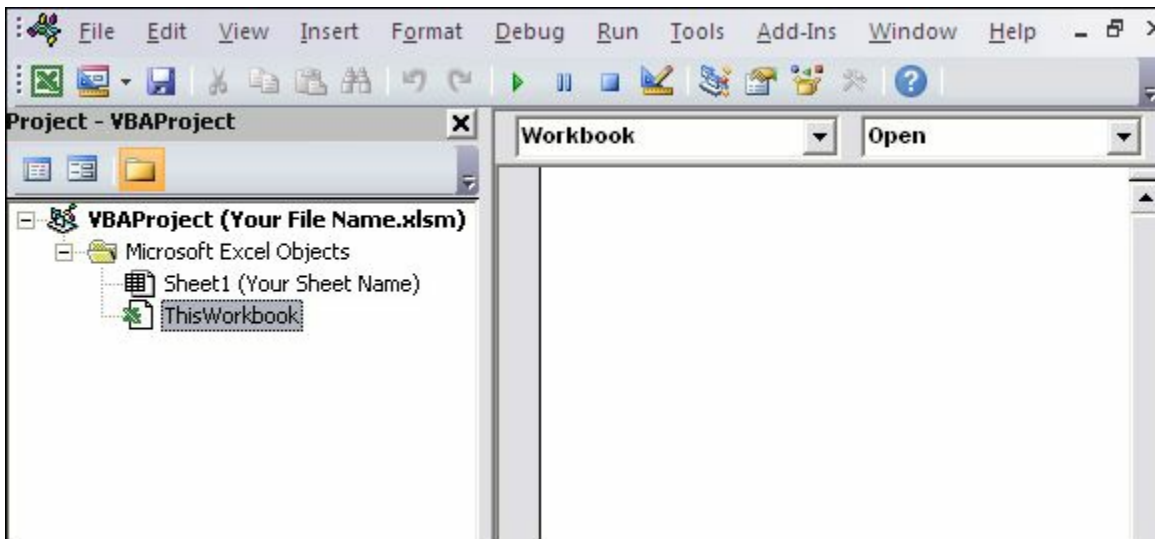 File Edit View Insert Format Debug Run Tools Add-Ins Window Help
Project - VBAProject
Workbook Open
VBAProject (Your File Name.xlsm)
Microsoft Excel Objects
Sheet1 (Your Sheet Name)
ThisWorkbook